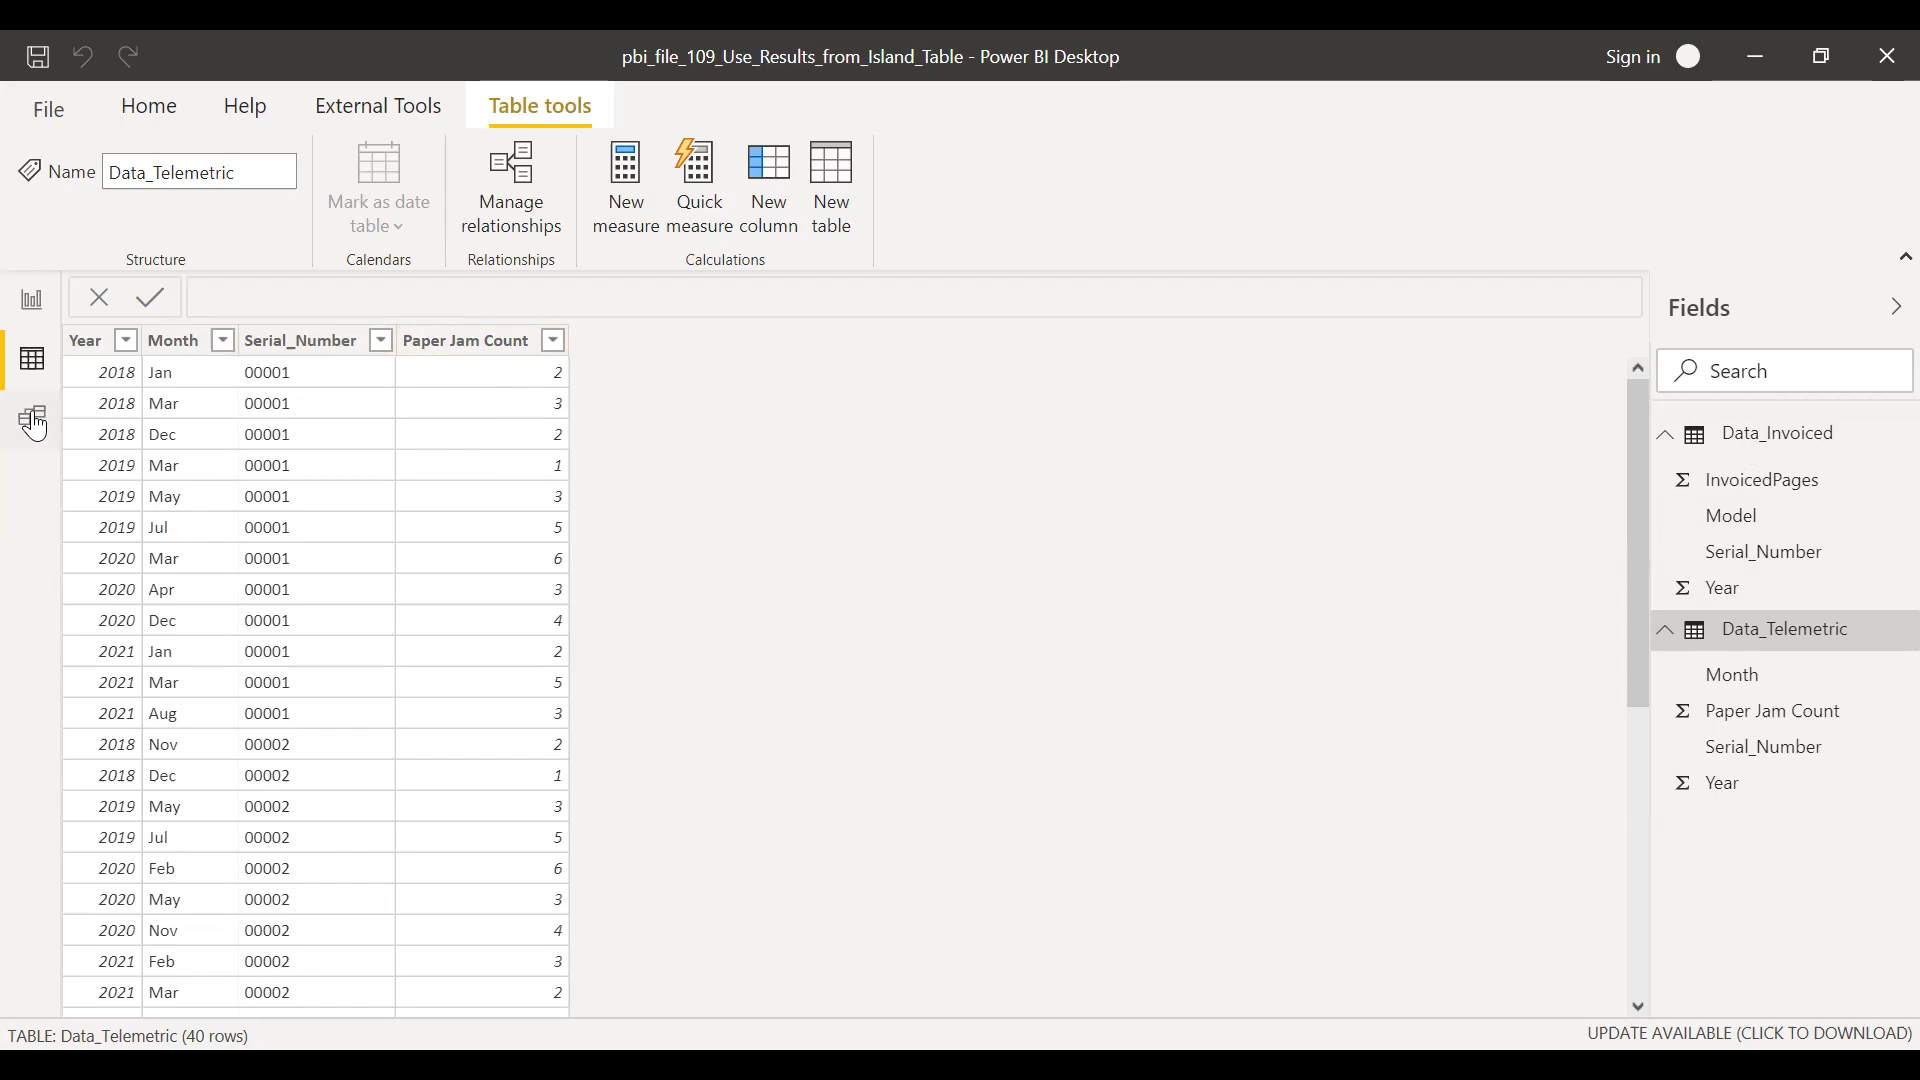 pbi_file_109_Use_Results_from_Island_Table - Power BI Desktop
Sign in
File Home Help External Tools Table tools
Name Data_Telemetric
Mark as date table
Manage relationships
New measure
Quick measure
New column
New table
Structure Calendars Relationships Calculations
Year Month Serial_Number Paper Jam Count
2018 Jan 00001 2
2018 Mar 00001 3
2018 Dec 00001 2
2019 Mar 00001 1
2019 May 00001 3
2019 Jul 00001 5
2020 Mar 00001 6
2020 Apr 00001 3
2020 Dec 00001 4
2021 Jan 00001 2
2021 Mar 00001 5
2021 Aug 00001 3
2018 Nov 00002 2
2018 Dec 00002 1
2019 May 00002 3
2019 Jul 00002 5
2020 Feb 00002 6
2020 May 00002 3
2020 Nov 00002 4
2021 Feb 00002 3
2021 Mar 00002 2
Fields
Search
Data_Invoiced
Σ InvoicedPages
Model
Serial_Number
Σ Year
Data_Telemetric
Month
Σ Paper Jam Count
Serial_Number
Σ Year
TABLE: Data_Telemetric (40 rows)
UPDATE AVAILABLE (CLICK TO DOWNLOAD)